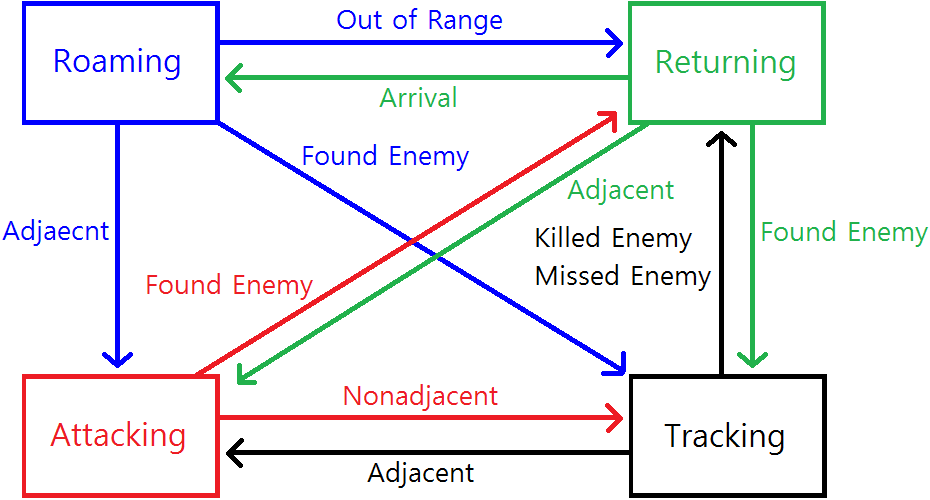 Out of Range
Roaming
Returning
Arrival
Found Enemy
Adjacent
Adjaecnt
Killed Enemy
Found Enemy
Missed Enemy
Found Enemy
Nonadjacent
Attacking
Tracking
Adjacent